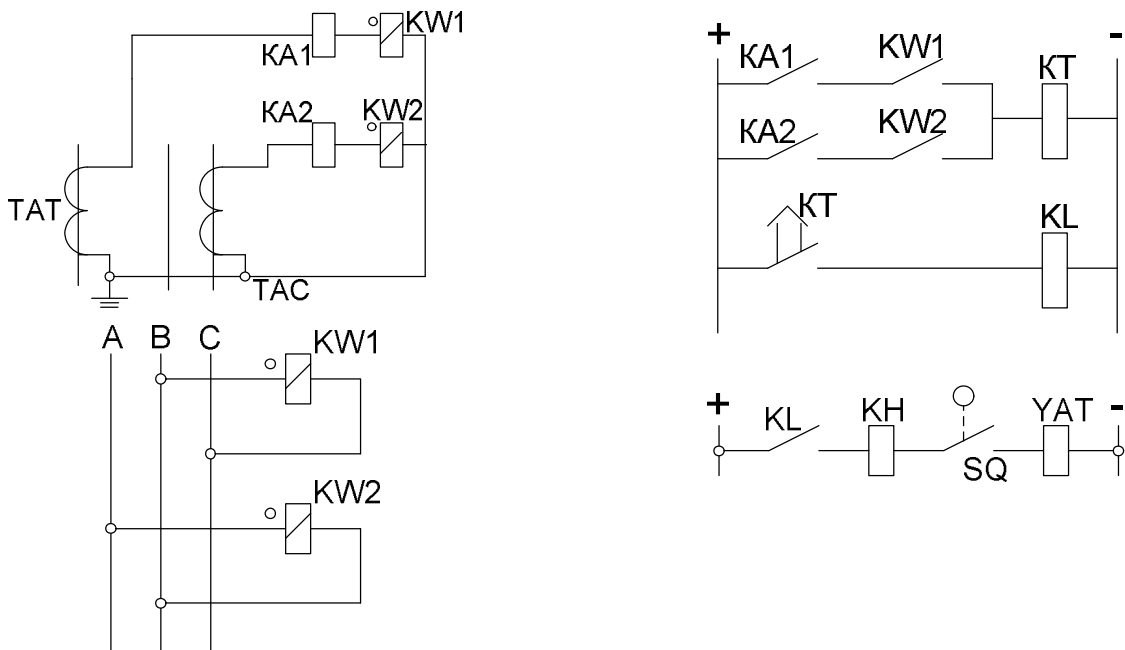 KW1
KA1
KA2 KW2
TAT
TAC
A B C
KW1
KW2
+ -
KA1 KW1 KT
KA2 KW2
KT KL
+ KL KH YAT -
SQ